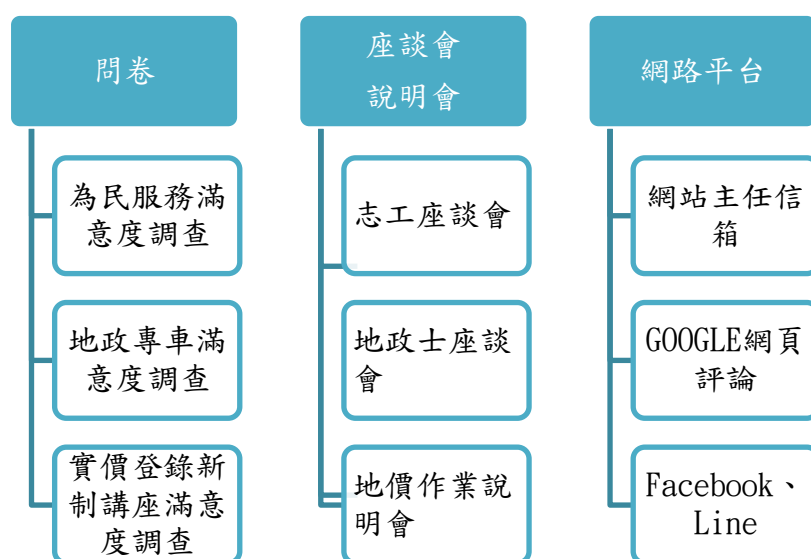 問卷
為民服務滿
意度調查
地政專車滿
意度調查
實價登錄新
制講座滿意
度調查
座談會
說明會
志工座談會
地政士座談
會
地價作業說
明會
網路平台
網站主任信
箱
GOOGLE網頁
評論
Facebook、
Line